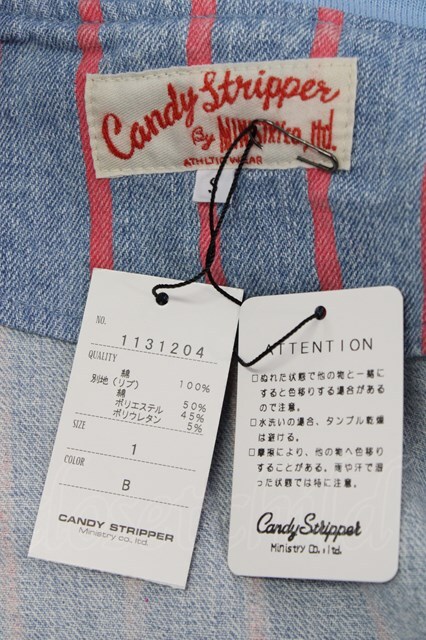 Candy Stripper
By MINISTRY Co,ltd.
ATHLTIC WEAR
S
NO.
1131204
QUALITY
綿 100%
別地(リブ)
綿 50%
ポリエステル 45%
ポリウレタン 5%
SIZE
1
COLOR
B
CANDY STRIPPER
Ministry co., ltd.
ATTENTION
□ぬれた状態で他の物と一緒に
すると色移りする場合がある
ので注意。
□水洗いの場合、タンブル乾燥
は避ける。
□摩擦により、他の物へ色移り
することがある。雨や汗で湿
った状態では特に注意。
Candy Stripper
Ministry Co., ltd.